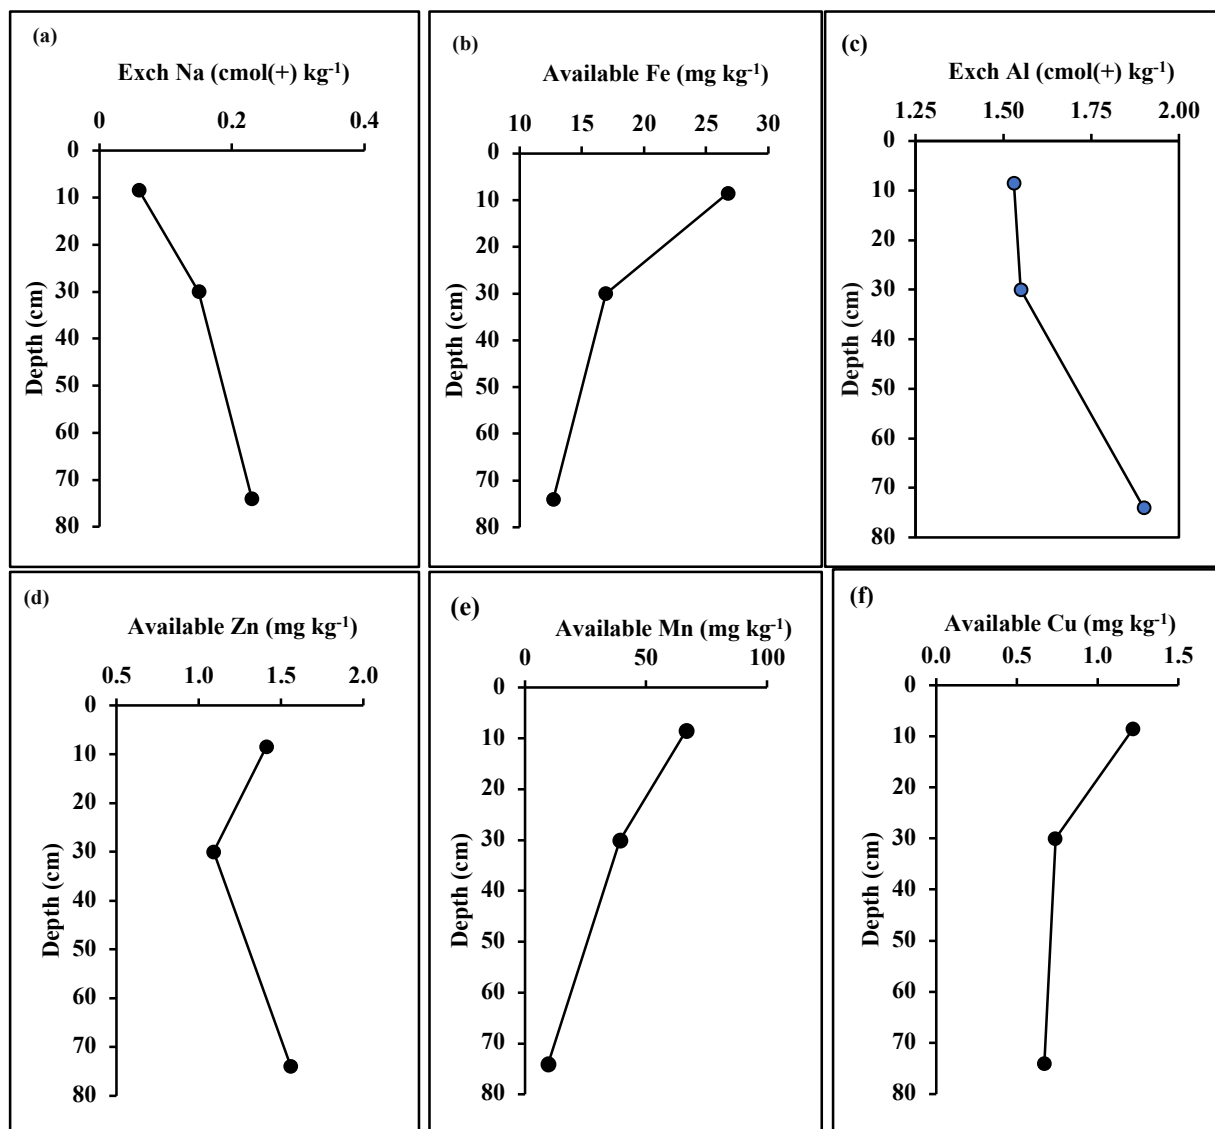 (a)
Exch Na (cmol(+) kg-1)
0 0.2 0.4
0
10
20
30
40
50
60
70
80
Depth (cm)
(b)
Available Fe (mg kg-1)
10 15 20 25 30
0
10
20
30
40
50
60
70
80
Depth (cm)
(c)
Exch Al (cmol(+) kg-1)
1.25 1.50 1.75 2.00
0
10
20
30
40
50
60
70
80
Depth (cm)
(d)
Available Zn (mg kg-1)
0.5 1.0 1.5 2.0
0
10
20
30
40
50
60
70
80
Depth (cm)
(e)
Available Mn (mg kg-1)
0 50 100
0
10
20
30
40
50
60
70
80
Depth (cm)
(f)
Available Cu (mg kg-1)
0.0 0.5 1.0 1.5
0
10
20
30
40
50
60
70
80
Depth (cm)